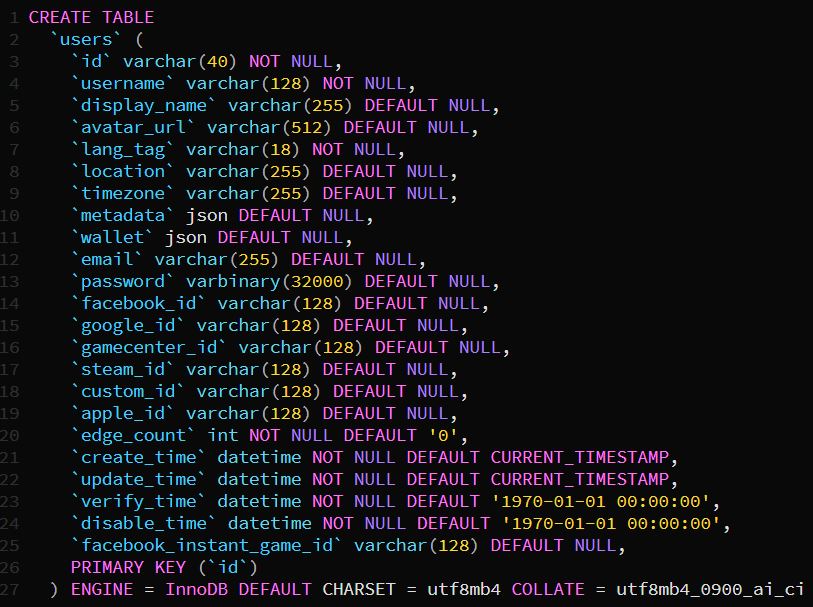 1 CREATE TABLE
2 `users` (
3 `id` varchar(40) NOT NULL,
4 `username` varchar(128) NOT NULL,
5 `display_name` varchar(255) DEFAULT NULL,
6 `avatar_url` varchar(512) DEFAULT NULL,
7 `lang_tag` varchar(18) NOT NULL,
8 `location` varchar(255) DEFAULT NULL,
9 `timezone` varchar(255) DEFAULT NULL,
10 `metadata` json DEFAULT NULL,
11 `wallet` json DEFAULT NULL,
12 `email` varchar(255) DEFAULT NULL,
13 `password` varbinary(32000) DEFAULT NULL,
14 `facebook_id` varchar(128) DEFAULT NULL,
15 `google_id` varchar(128) DEFAULT NULL,
16 `gamecenter_id` varchar(128) DEFAULT NULL,
17 `steam_id` varchar(128) DEFAULT NULL,
18 `custom_id` varchar(128) DEFAULT NULL,
19 `apple_id` varchar(128) DEFAULT NULL,
20 `edge_count` int NOT NULL DEFAULT '0',
21 `create_time` datetime NOT NULL DEFAULT CURRENT_TIMESTAMP,
22 `update_time` datetime NOT NULL DEFAULT CURRENT_TIMESTAMP,
23 `verify_time` datetime NOT NULL DEFAULT '1970-01-01 00:00:00',
24 `disable_time` datetime NOT NULL DEFAULT '1970-01-01 00:00:00',
25 `facebook_instant_game_id` varchar(128) DEFAULT NULL,
26 PRIMARY KEY (`id`)
27 ) ENGINE = InnoDB DEFAULT CHARSET = utf8mb4 COLLATE = utf8mb4_0900_ai_ci